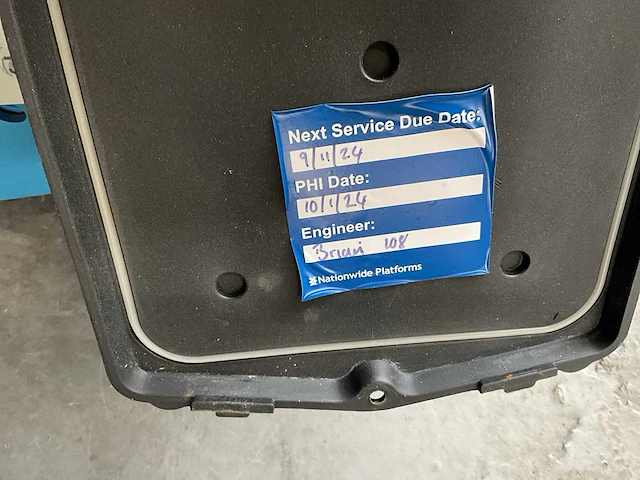 Next Service Due Date:
9/11/24
PHI Date:
10/1/24
Engineer:
Brian 108
Nationwide Platforms